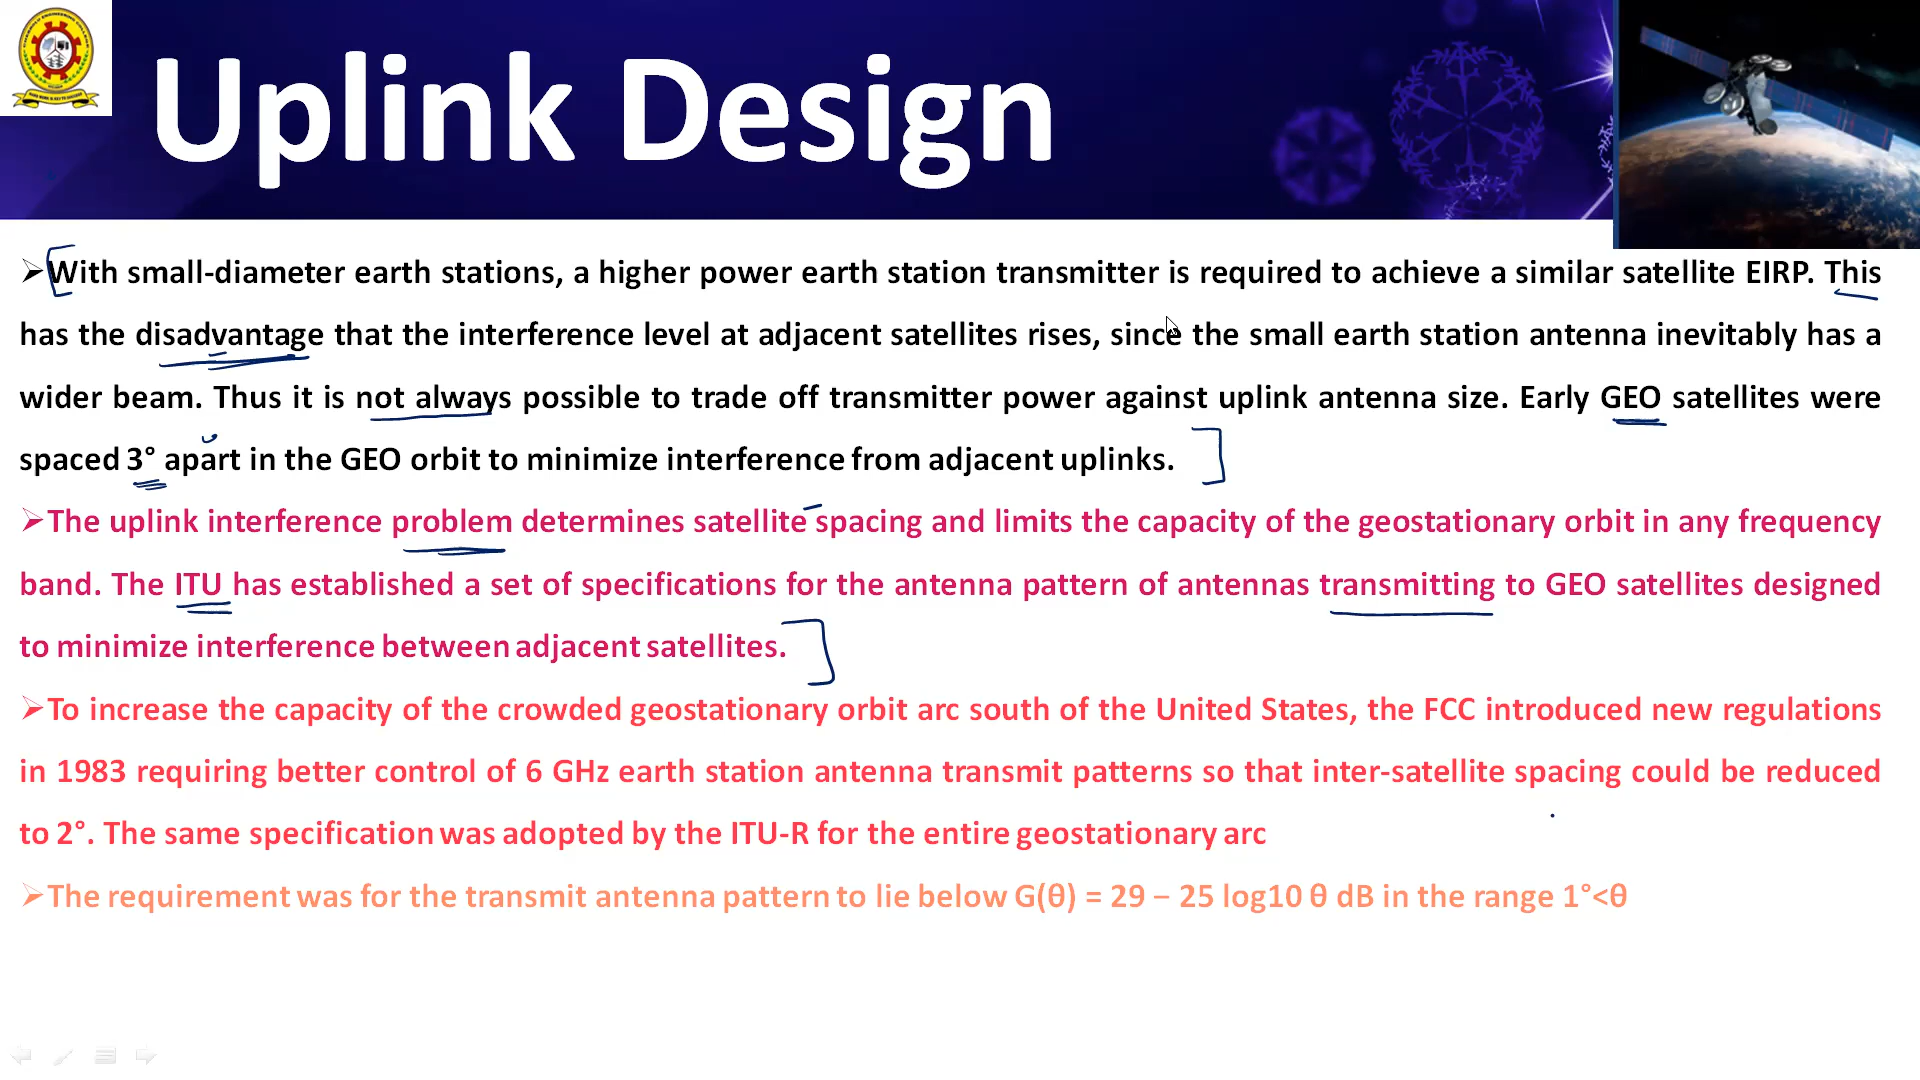 Uplink Design
➢With small-diameter earth stations, a higher power earth station transmitter is required to achieve a similar satellite EIRP. This
has the disadvantage that the interference level at adjacent satellites rises, since the small earth station antenna inevitably has a
wider beam. Thus it is not always possible to trade off transmitter power against uplink antenna size. Early GEO satellites were
spaced 3° apart in the GEO orbit to minimize interference from adjacent uplinks.
➢The uplink interference problem determines satellite spacing and limits the capacity of the geostationary orbit in any frequency
band. The ITU has established a set of specifications for the antenna pattern of antennas transmitting to GEO satellites designed
to minimize interference between adjacent satellites.
➢To increase the capacity of the crowded geostationary orbit arc south of the United States, the FCC introduced new regulations
in 1983 requiring better control of 6 GHz earth station antenna transmit patterns so that inter-satellite spacing could be reduced
to 2°. The same specification was adopted by the ITU-R for the entire geostationary arc
➢The requirement was for the transmit antenna pattern to lie below G(θ) = 29 – 25 log10 θ dB in the range 1°<θ